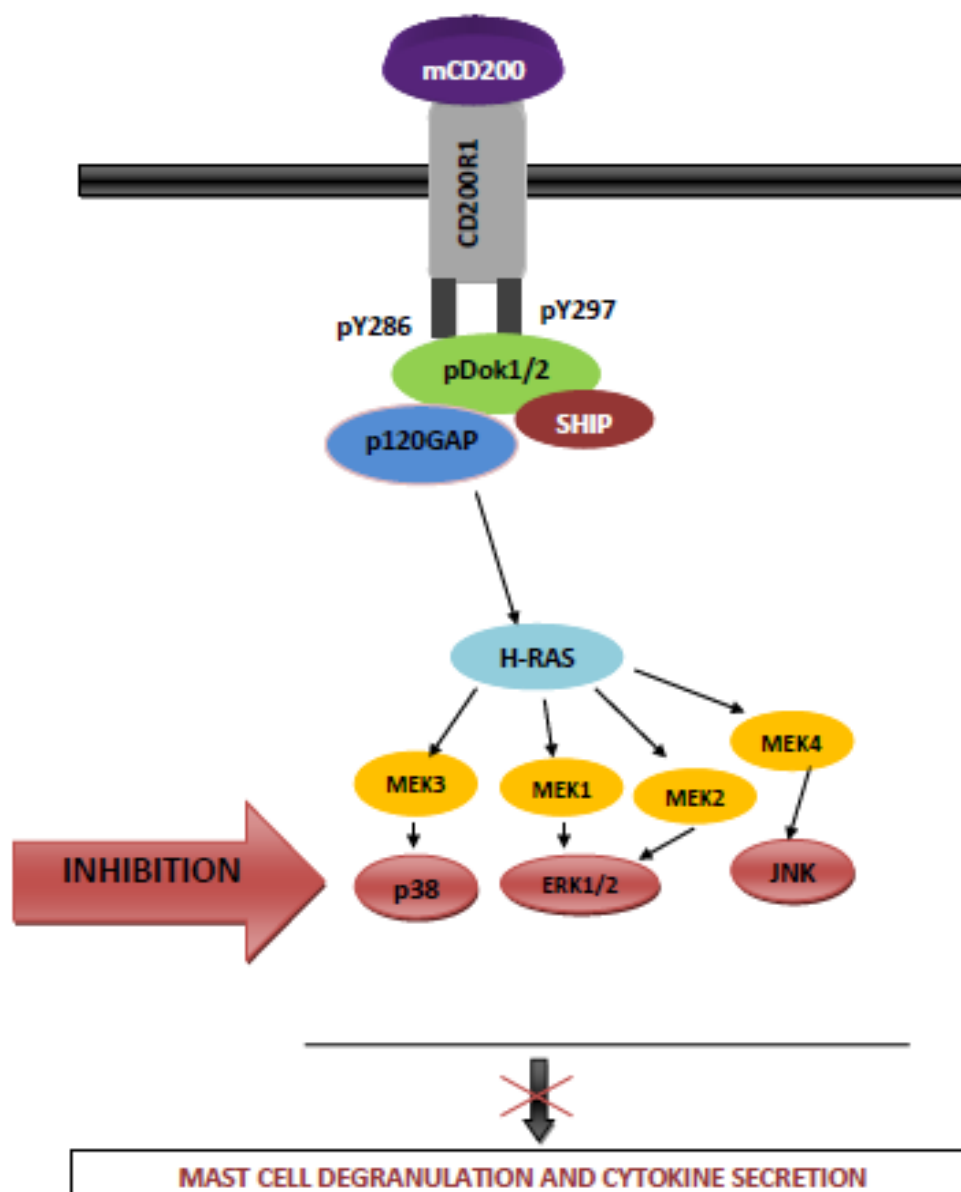 mCD200
CD200R1
pY286
pY297
pDok1/2
SHIP
p120GAP
H-RAS
MEK4
MEK3
MEK1
MEK2
INHIBITION
p38
ERK1/2
JNK
MAST CELL DEGRANULATION AND CYTOKINE SECRETION